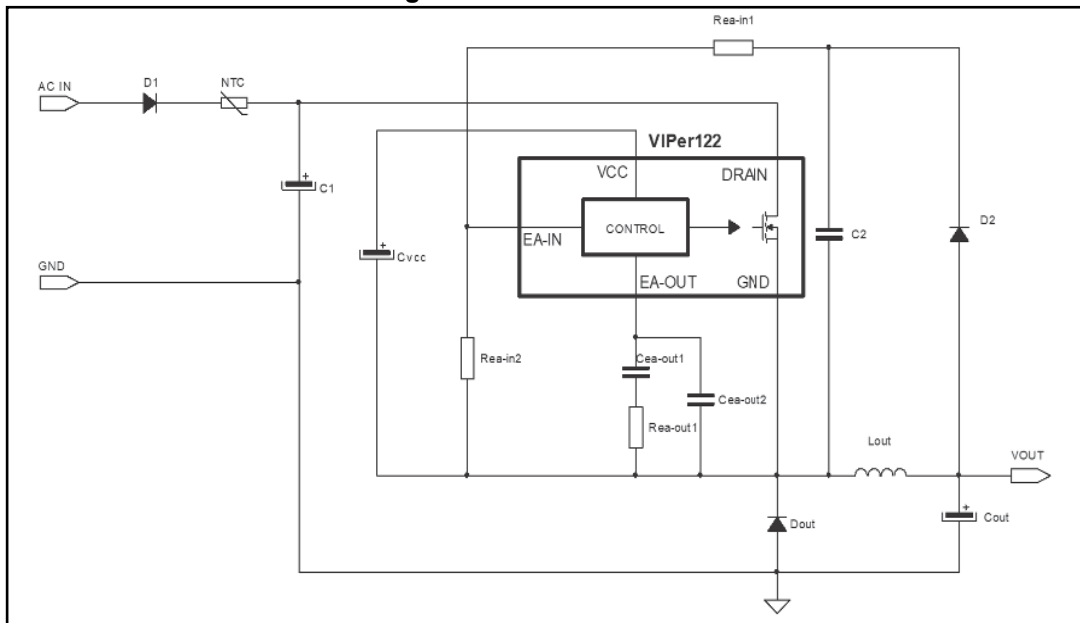 g
Rea-in1
AC IN
D1
NTC
VIPer122
VCC
DRAIN
C1
CONTROL
D2
EA-IN
C2
Cvcc
GND
EA-OUT
GND
Rea-in2
Cea-out1
Cea-out2
Rea-out1
Lout
VOUT
Dout
Cout